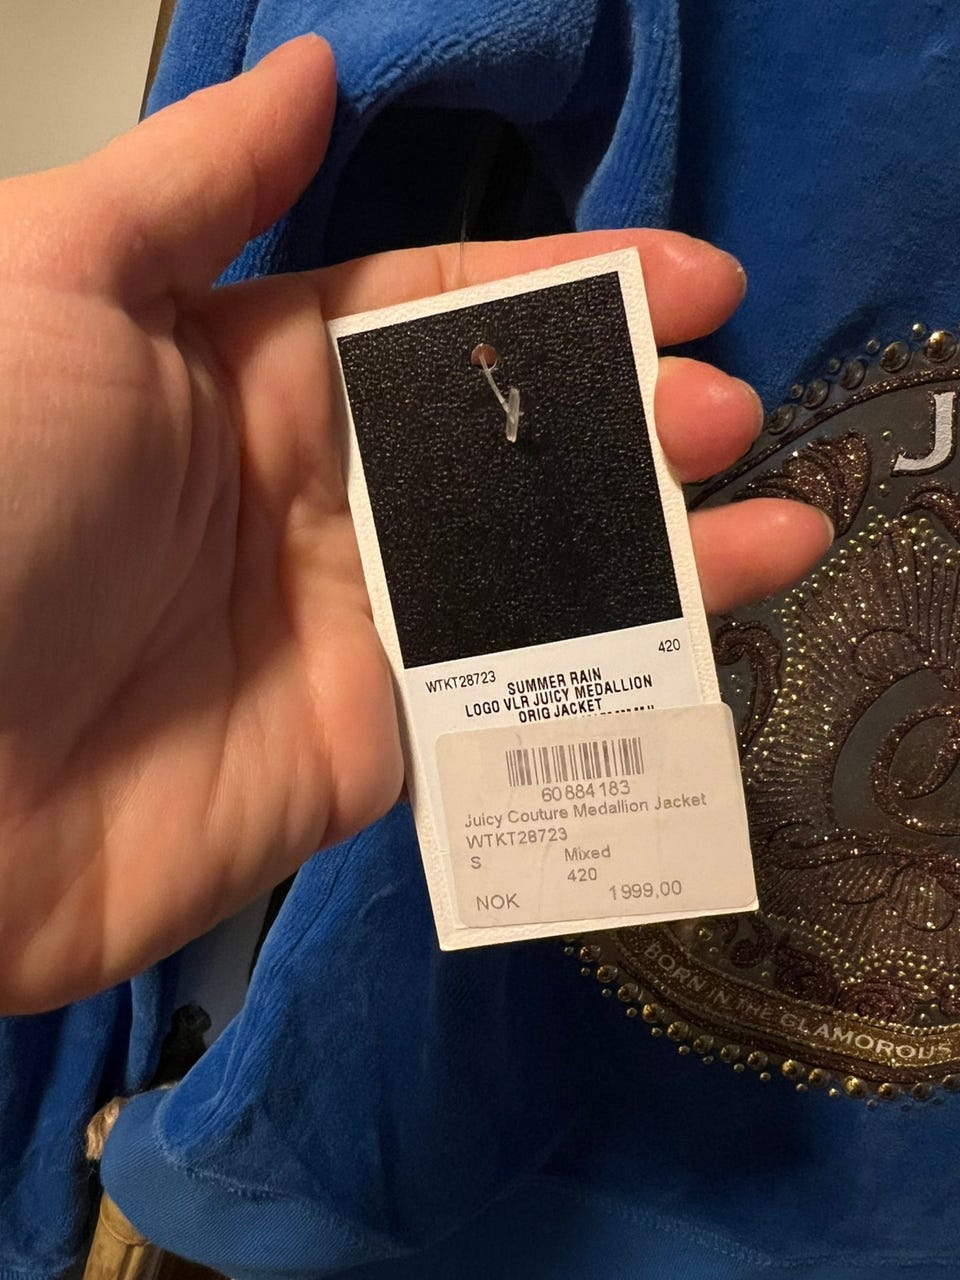 J
WTKT28723
420
SUMMER RAIN
LOGO VLR JUICY MEDALLION
ORIG JACKET
60884183
Juicy Couture Medallion Jacket
WTKT28723
S Mixed
420
NOK 1999,00
BORN IN THE GLAMOROUS